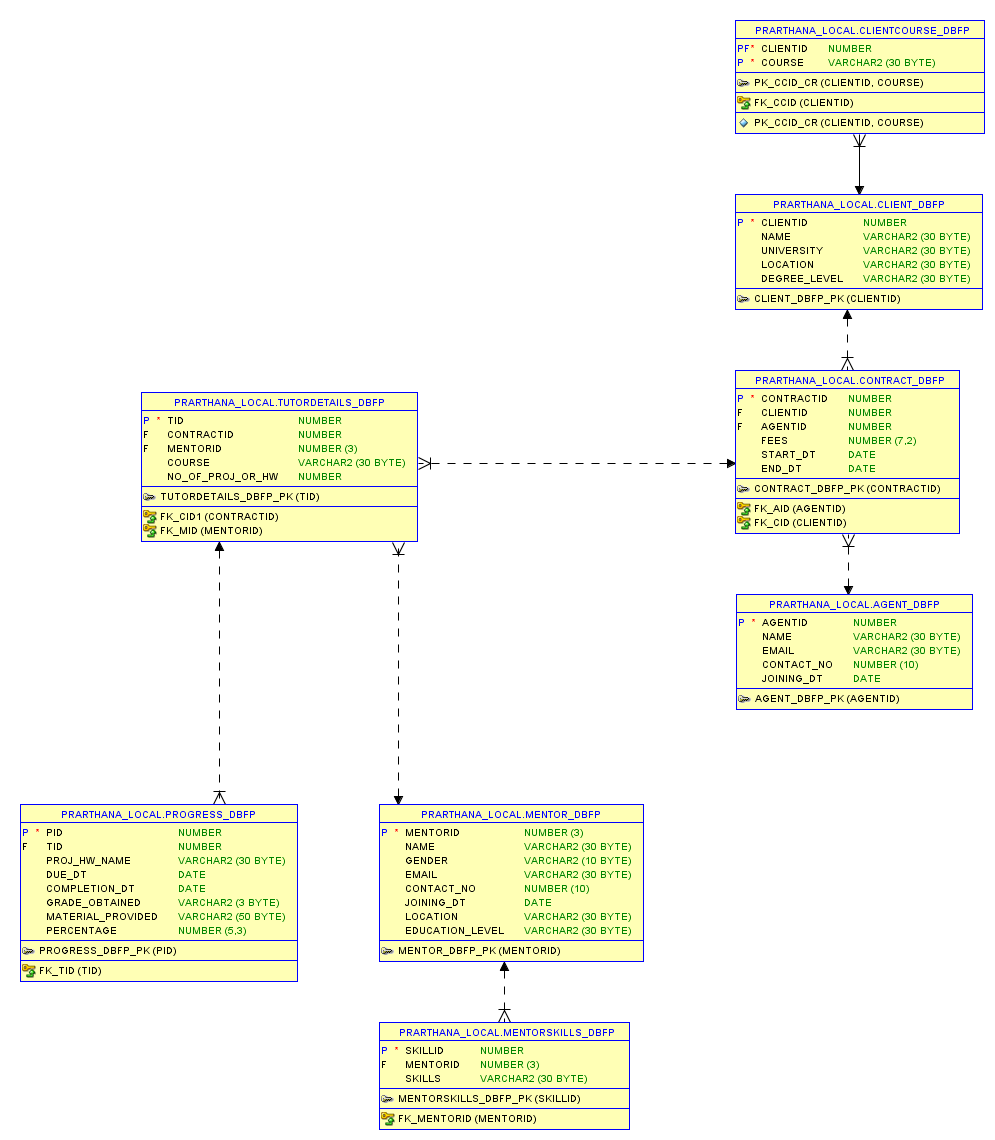 PRARTHANA_LOCAL.CLIENTCOURSE_DBFP
PF* CLIENTID NUMBER
P * COURSE VARCHAR2 (30 BYTE)
PK_CCID_CR (CLIENTID, COURSE)
FK_CCID (CLIENTID)
PK_CCID_CR (CLIENTID, COURSE)
PRARTHANA_LOCAL.CLIENT_DBFP
P * CLIENTID NUMBER
NAME VARCHAR2 (30 BYTE)
UNIVERSITY VARCHAR2 (30 BYTE)
LOCATION VARCHAR2 (30 BYTE)
DEGREE_LEVEL VARCHAR2 (30 BYTE)
CLIENT_DBFP_PK (CLIENTID)
PRARTHANA_LOCAL.CONTRACT_DBFP
P * CONTRACTID NUMBER
F CLIENTID NUMBER
F AGENTID NUMBER
FEES NUMBER (7,2)
START_DT DATE
END_DT DATE
CONTRACT_DBFP_PK (CONTRACTID)
FK_AID (AGENTID)
FK_CID (CLIENTID)
PRARTHANA_LOCAL.TUTORDETAILS_DBFP
P * TID NUMBER
F CONTRACTID NUMBER
F MENTORID NUMBER (3)
COURSE VARCHAR2 (30 BYTE)
NO_OF_PROJ_OR_HW NUMBER
TUTORDETAILS_DBFP_PK (TID)
FK_CID1 (CONTRACTID)
FK_MID (MENTORID)
PRARTHANA_LOCAL.AGENT_DBFP
P * AGENTID NUMBER
NAME VARCHAR2 (30 BYTE)
EMAIL VARCHAR2 (30 BYTE)
CONTACT_NO NUMBER (10)
JOINING_DT DATE
AGENT_DBFP_PK (AGENTID)
PRARTHANA_LOCAL.PROGRESS_DBFP
P * PID NUMBER
F TID NUMBER
PROJ_HW_NAME VARCHAR2 (30 BYTE)
DUE_DT DATE
COMPLETION_DT DATE
GRADE_OBTAINED VARCHAR2 (3 BYTE)
MATERIAL_PROVIDED VARCHAR2 (50 BYTE)
PERCENTAGE NUMBER (5,3)
PROGRESS_DBFP_PK (PID)
FK_TID (TID)
PRARTHANA_LOCAL.MENTOR_DBFP
P * MENTORID NUMBER (3)
NAME VARCHAR2 (30 BYTE)
GENDER VARCHAR2 (10 BYTE)
EMAIL VARCHAR2 (30 BYTE)
CONTACT_NO NUMBER (10)
JOINING_DT DATE
LOCATION VARCHAR2 (30 BYTE)
EDUCATION_LEVEL VARCHAR2 (30 BYTE)
MENTOR_DBFP_PK (MENTORID)
PRARTHANA_LOCAL.MENTORSKILLS_DBFP
P * SKILLID NUMBER
F MENTORID NUMBER (3)
SKILLS VARCHAR2 (30 BYTE)
MENTORSKILLS_DBFP_PK (SKILLID)
FK_MENTORID (MENTORID)